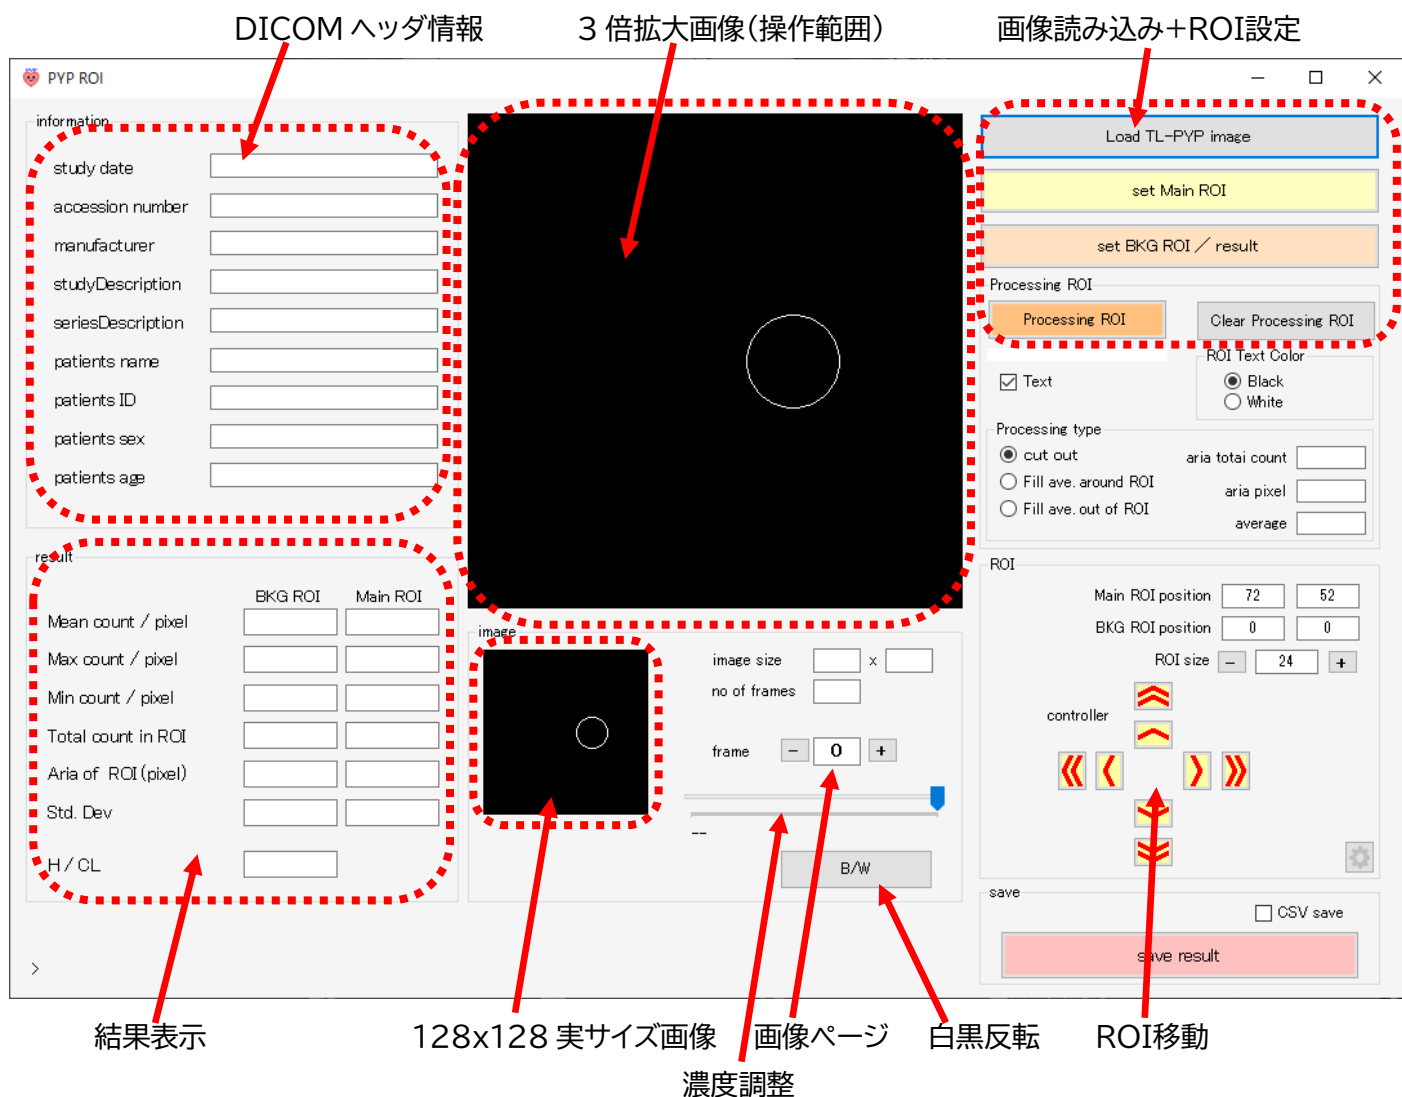 DICOM ヘッダ情報
3 倍拡大画像(操作範囲)
画像読み込み+ROI設定
PYP ROI
information
study date
accession number
manufacturer
studyDescription
seriesDescription
patients name
patients ID
patients sex
patients age
Load TL-PYP image
set Main ROI
set BKG ROI / result
Processing ROI
Processing ROI
Clear Processing ROI
Text
ROI Text Color
Black
White
Processing type
cut out
Fill ave. around ROI
Fill ave. out of ROI
aria totai count
aria pixel
average
result
BKG ROI Main ROI
Mean count / pixel
Max count / pixel
Min count / pixel
Total count in ROI
Aria of ROI(pixel)
Std. Dev
H / CL
>
image
image size x
no of frames
frame - 0 +
--
B/W
ROI
Main ROI position 72 52
BKG ROI position 0 0
ROI size - 24 +
controller
save
CSV save
save result
結果表示
128x128 実サイズ画像
画像ページ
白黒反転
ROI移動
濃度調整